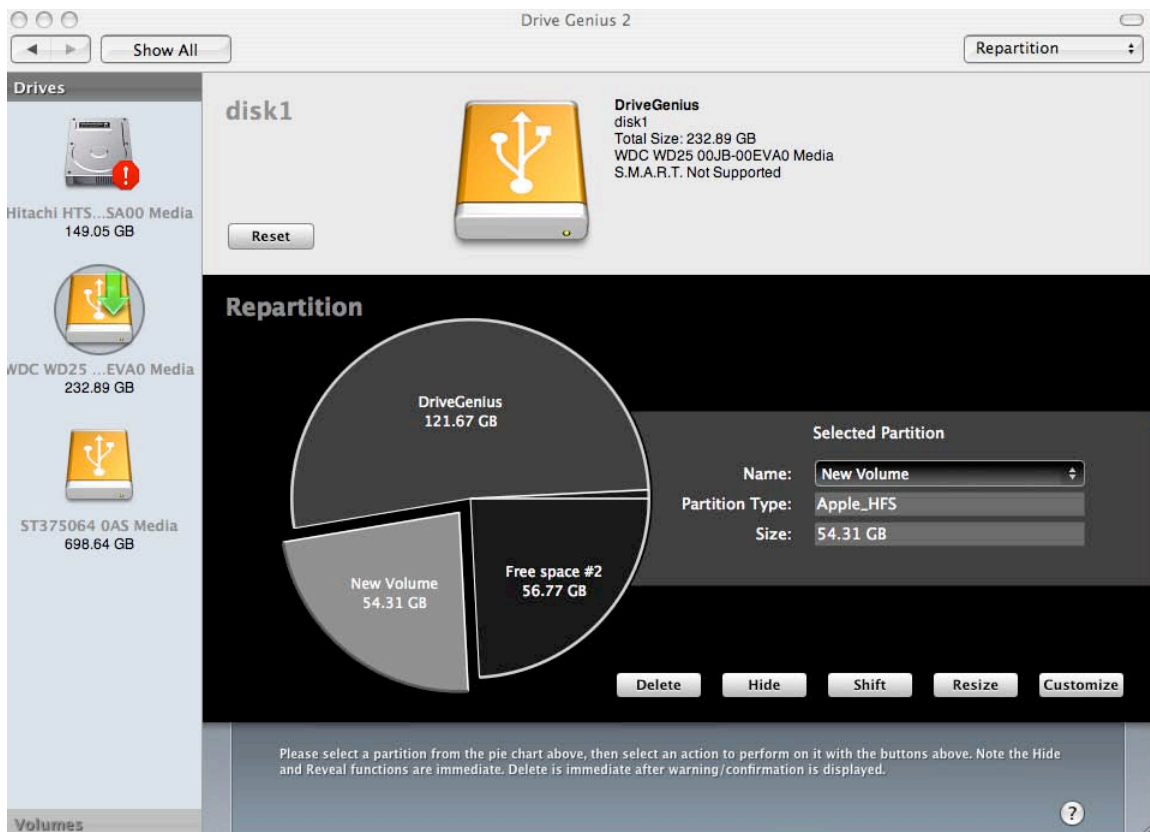 Drive Genius 2
Show All
Repartition
Drives
Hitachi HTS...SA00 Media
149.05 GB
WDC WD25 ...EVA0 Media
232.89 GB
ST375064 0AS Media
698.64 GB
Volumes
disk1
Reset
DriveGenius
disk1
Total Size: 232.89 GB
WDC WD25 00JB-00EVA0 Media
S.M.A.R.T. Not Supported
Repartition
DriveGenius
121.67 GB
New Volume
54.31 GB
Free space #2
56.77 GB
Selected Partition
Name: New Volume
Partition Type: Apple_HFS
Size: 54.31 GB
Delete Hide Shift Resize Customize
Please select a partition from the pie chart above, then select an action to perform on it with the buttons above. Note the Hide
and Reveal functions are immediate. Delete is immediate after warning/confirmation is displayed.
?